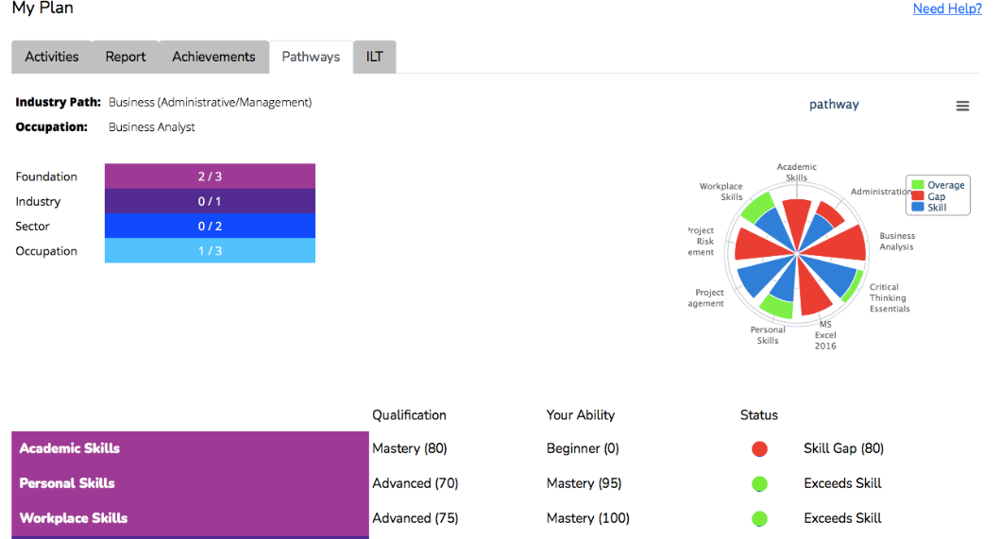 My Plan
Need Help?
Activities Report Achievements Pathways ILT
Industry Path: Business (Administrative/Management)
Occupation: Business Analyst
Foundation 2 / 3
Industry 0 / 1
Sector 0 / 2
Occupation 1 / 3
pathway
Academic
Skills
Administration
Business
Analysis
Critical
Thinking
Essentials
MS
Excel
2016
Personal
Skills
Project
agement
Project
Risk
ement
Workplace
Skills
Overage
Gap
Skill
Qualification Your Ability Status
Academic Skills Mastery (80) Beginner (0) Skill Gap (80)
Personal Skills Advanced (70) Mastery (95) Exceeds Skill
Workplace Skills Advanced (75) Mastery (100) Exceeds Skill